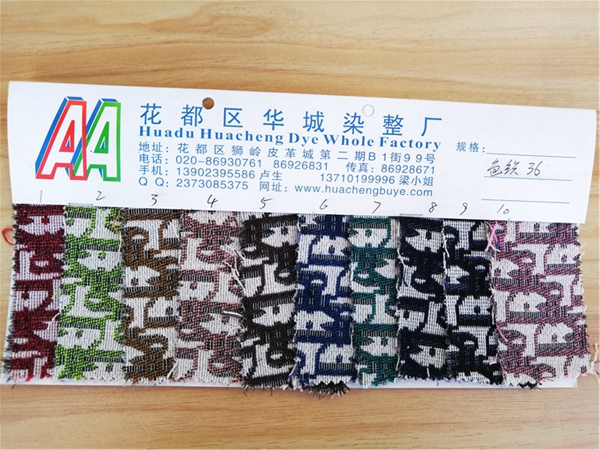 AA
花都区华城染整厂
Huadu Huacheng Dye Whole Factory
地址: 花都区狮岭皮革城第二期B1街99号
电话: 020-86930761 86926831 传真: 86928671
手机: 13902395586 卢生 13710199996 梁小姐
QQ: 2373085375 网址: www.huachengbuye.com
规格:
色织 36
1 2 3 4 5 6 7 8 9 10